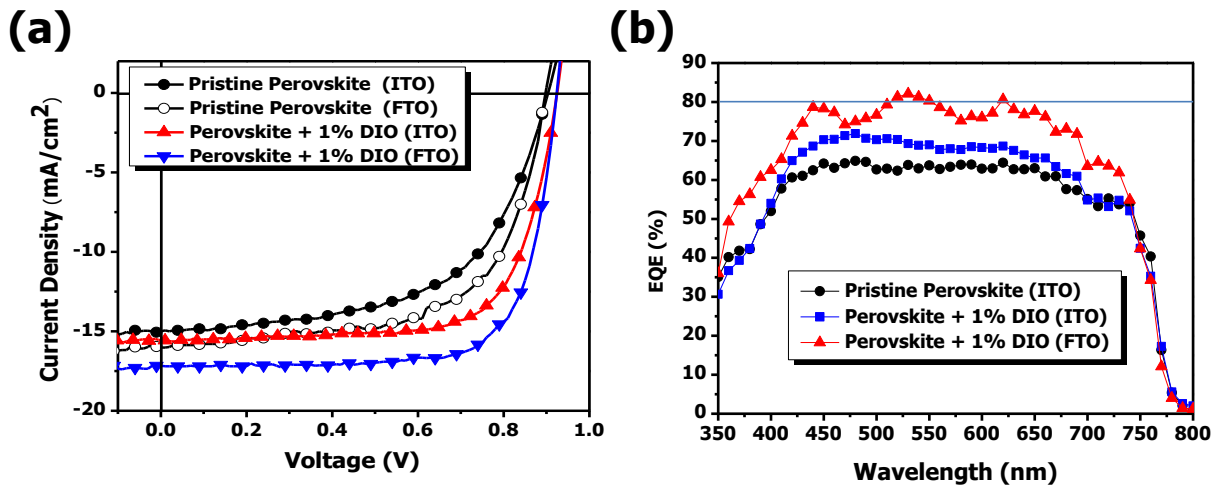 (a)
Pristine Perovskite (ITO)
Pristine Perovskite (FTO)
Perovskite + 1% DIO (ITO)
Perovskite + 1% DIO (FTO)
0
-5
-10
-15
-20
0.0 0.2 0.4 0.6 0.8 1.0
Current Density (mA/cm2)
Voltage (V)
(b)
90
80
70
60
50
40
30
20
10
0
350 400 450 500 550 600 650 700 750 800
EQE (%)
Wavelength (nm)
Pristine Perovskite (ITO)
Perovskite + 1% DIO (ITO)
Perovskite + 1% DIO (FTO)